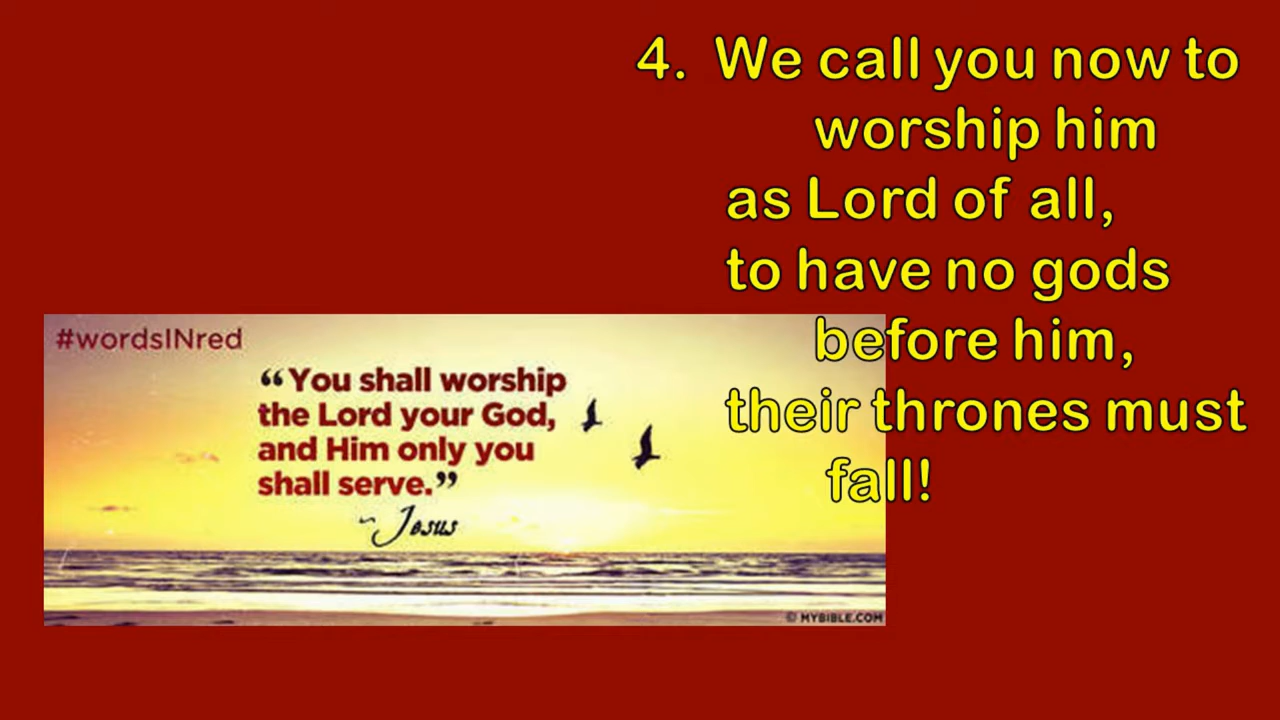 4. We call you now to
worship him
as Lord of all,
to have no gods
before him,
their thrones must
fall!
#wordsINred
“You shall worship
the Lord your God,
and Him only you
shall serve.”
~ Jesus
© MYBIBLE.COM